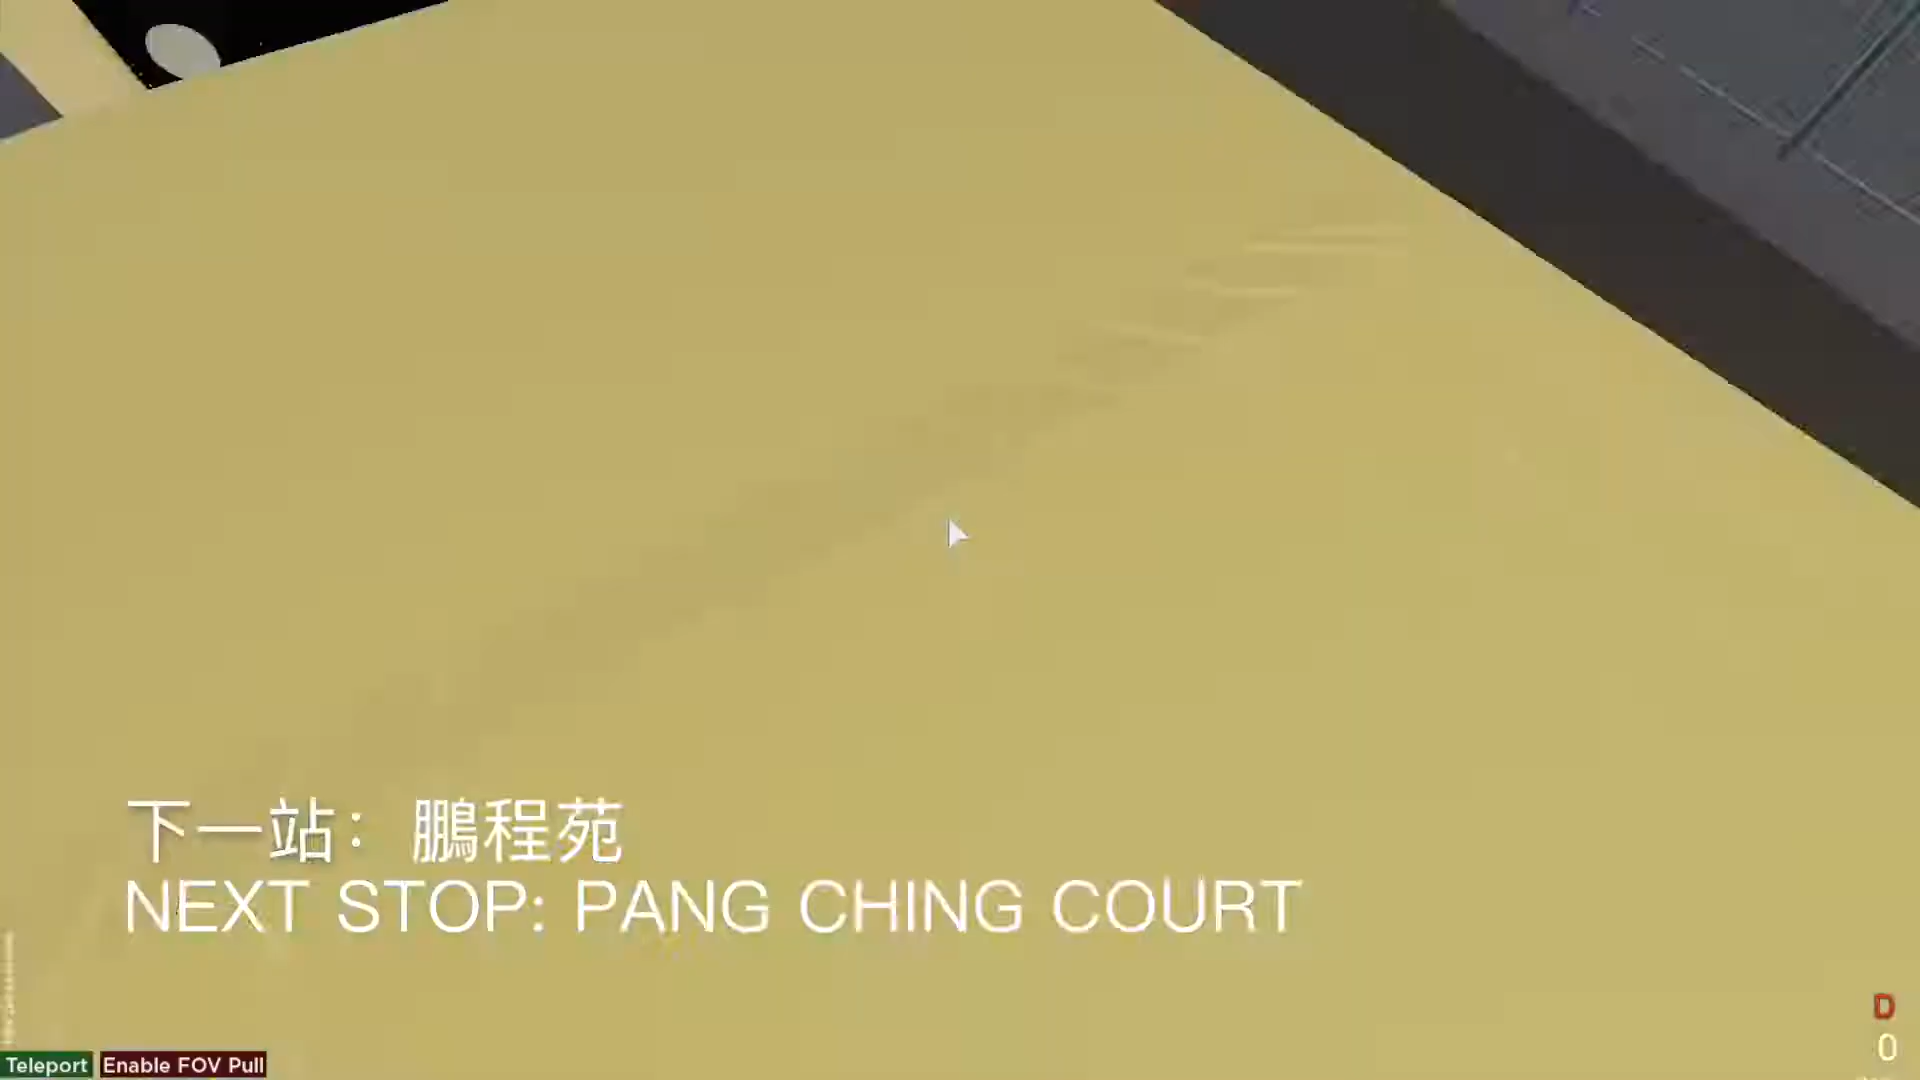 下一站：鵬程苑
NEXT STOP: PANG CHING COURT
D
0
Teleport
Enable FOV Pull